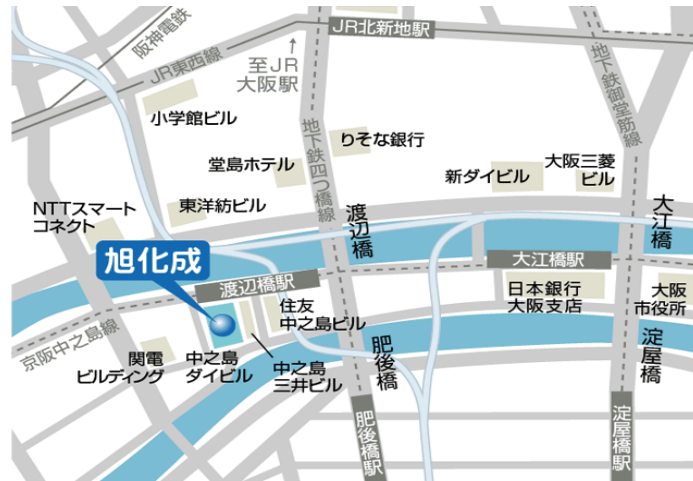 阪神電鉄
JR東西線
至JR
大阪駅
JR北新地駅
地下鉄御堂筋線
小学館ビル
りそな銀行
地下鉄四つ橋線
堂島ホテル
新ダイビル
大阪三菱
ビル
NTTスマート
コネクト
東洋紡ビル
渡辺橋
大江橋
旭化成
渡辺橋駅
大江橋駅
住友
中之島ビル
日本銀行
大阪支店
大阪
市役所
京阪中之島線
関電
ビルディング
中之島
ダイビル
中之島
三井ビル
肥後橋
淀屋橋
肥後橋駅
淀屋橋駅